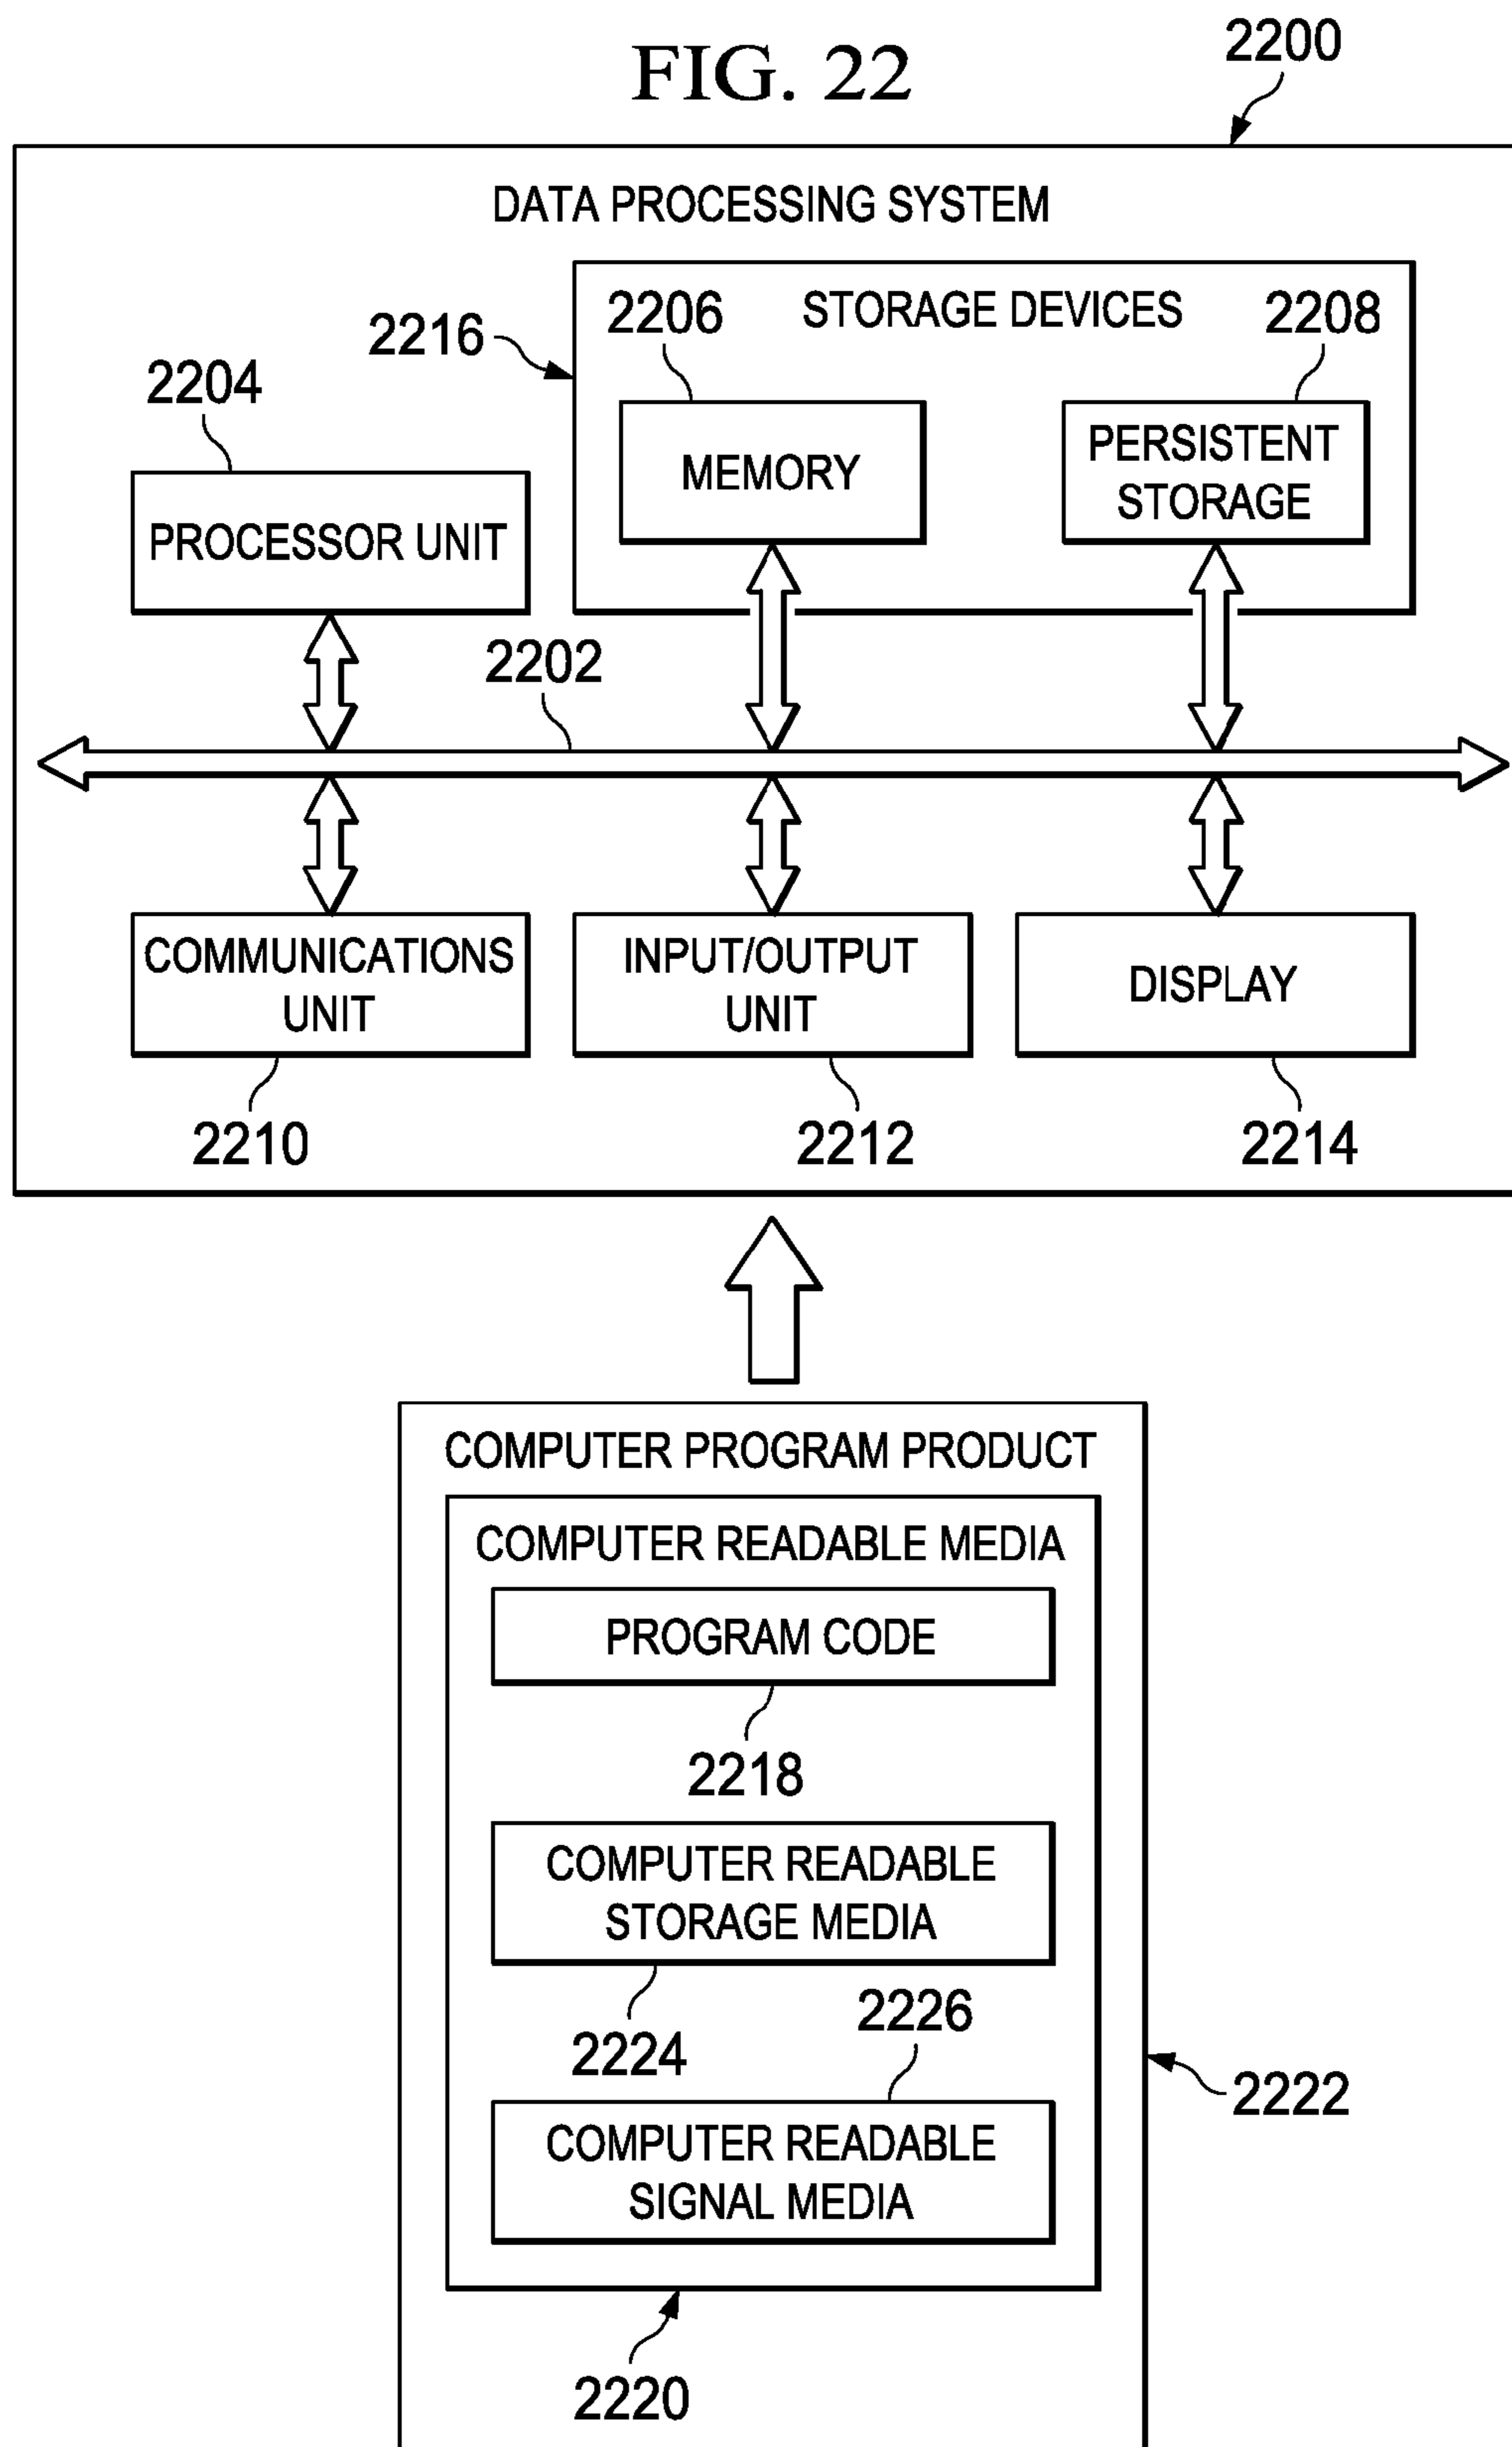 FIG. 22
2200
DATA PROCESSING SYSTEM
2216
2206
STORAGE DEVICES
2208
2204
MEMORY
PERSISTENT
STORAGE
PROCESSOR UNIT
2202
COMMUNICATIONS
UNIT
INPUT/OUTPUT
UNIT
DISPLAY
2210
2212
2214
COMPUTER PROGRAM PRODUCT
COMPUTER READABLE MEDIA
PROGRAM CODE
2218
COMPUTER READABLE
STORAGE MEDIA
2224
2226
2222
COMPUTER READABLE
SIGNAL MEDIA
2220